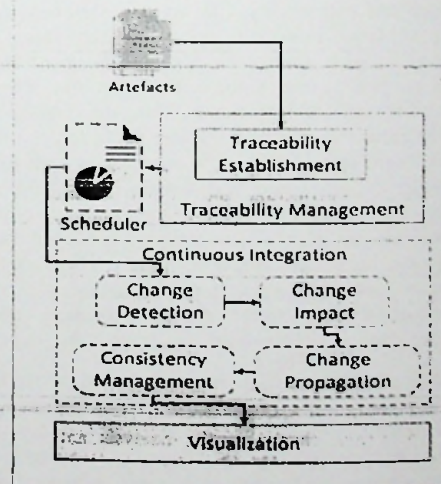 Artefacts
Traceability
Establishment
Traceability Management
Scheduler
Continuous Integration
Change
Detection
Change
Impact
Consistency
Management
Change
Propagation
Visualization